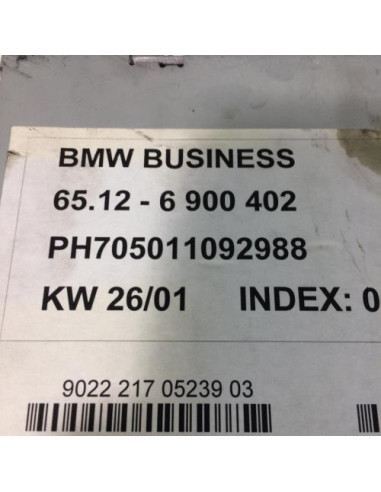 BMW BUSINESS
65.12 - 6 900 402
PH705011092988
KW 26/01 INDEX: 0
9022 217 05239 03